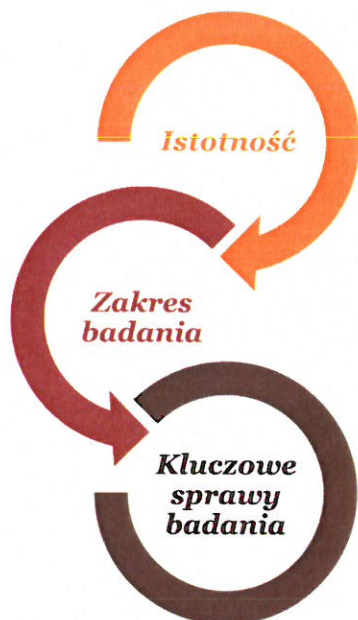 Istotność
Zakres
badania
Kluczowe
sprawy
badania